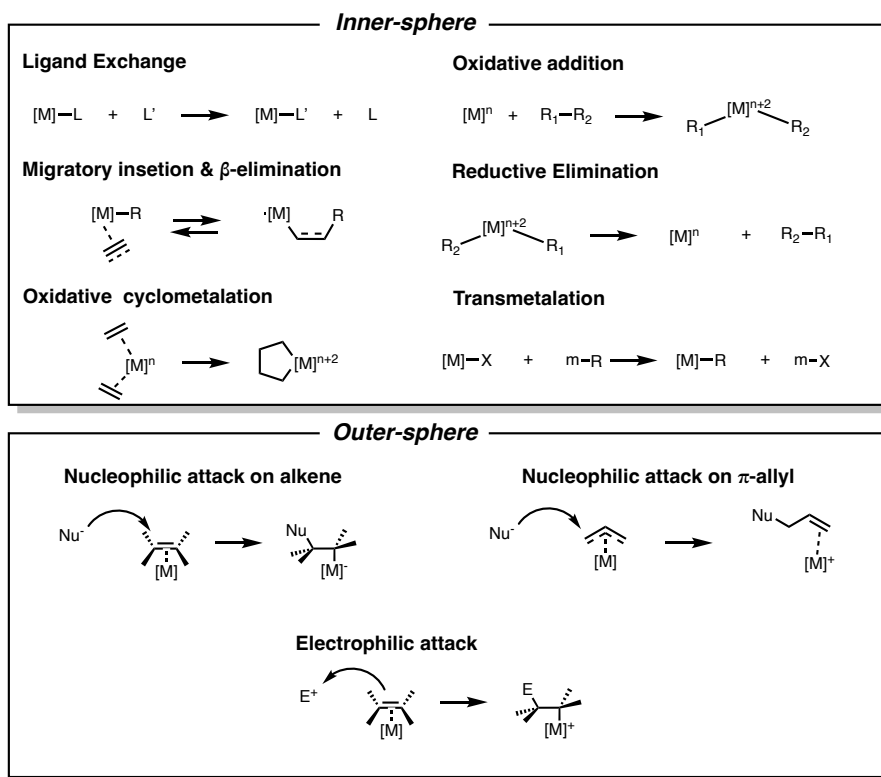 Inner-sphere
Ligand Exchange
[M]—L + L' [M]—L' + L
Oxidative addition
[M]ⁿ + R₁—R₂ R₁ [M]ⁿ⁺² R₂
Migratory insetion & β-elimination
[M]—R ·[M] R
Reductive Elimination
R₂ [M]ⁿ⁺² R₁ [M]ⁿ + R₂—R₁
Oxidative cyclometalation
[M]ⁿ [M]ⁿ⁺²
Transmetalation
[M]—X + m—R [M]—R + m—X
Outer-sphere
Nucleophilic attack on alkene
Nu⁻ [M] Nu [M]⁻
Nucleophilic attack on π-allyl
Nu⁻ [M] Nu [M]⁺
Electrophilic attack
E⁺ [M] E [M]⁺